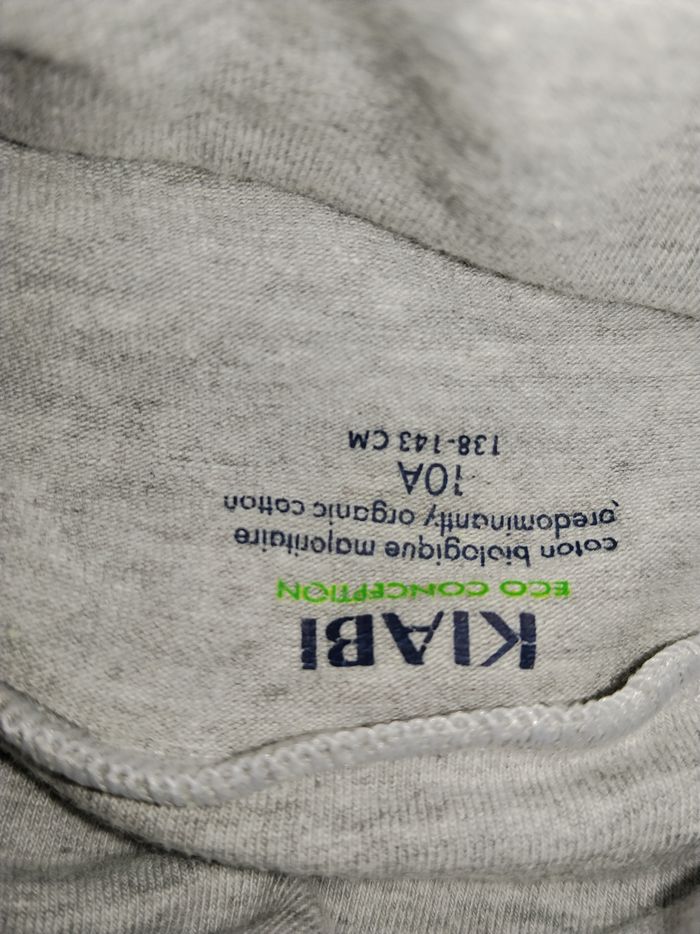 KIABI
ECO CONCEPTION
coton biologique majoritaire
predominantly organic cotton
10A
138-143 CM